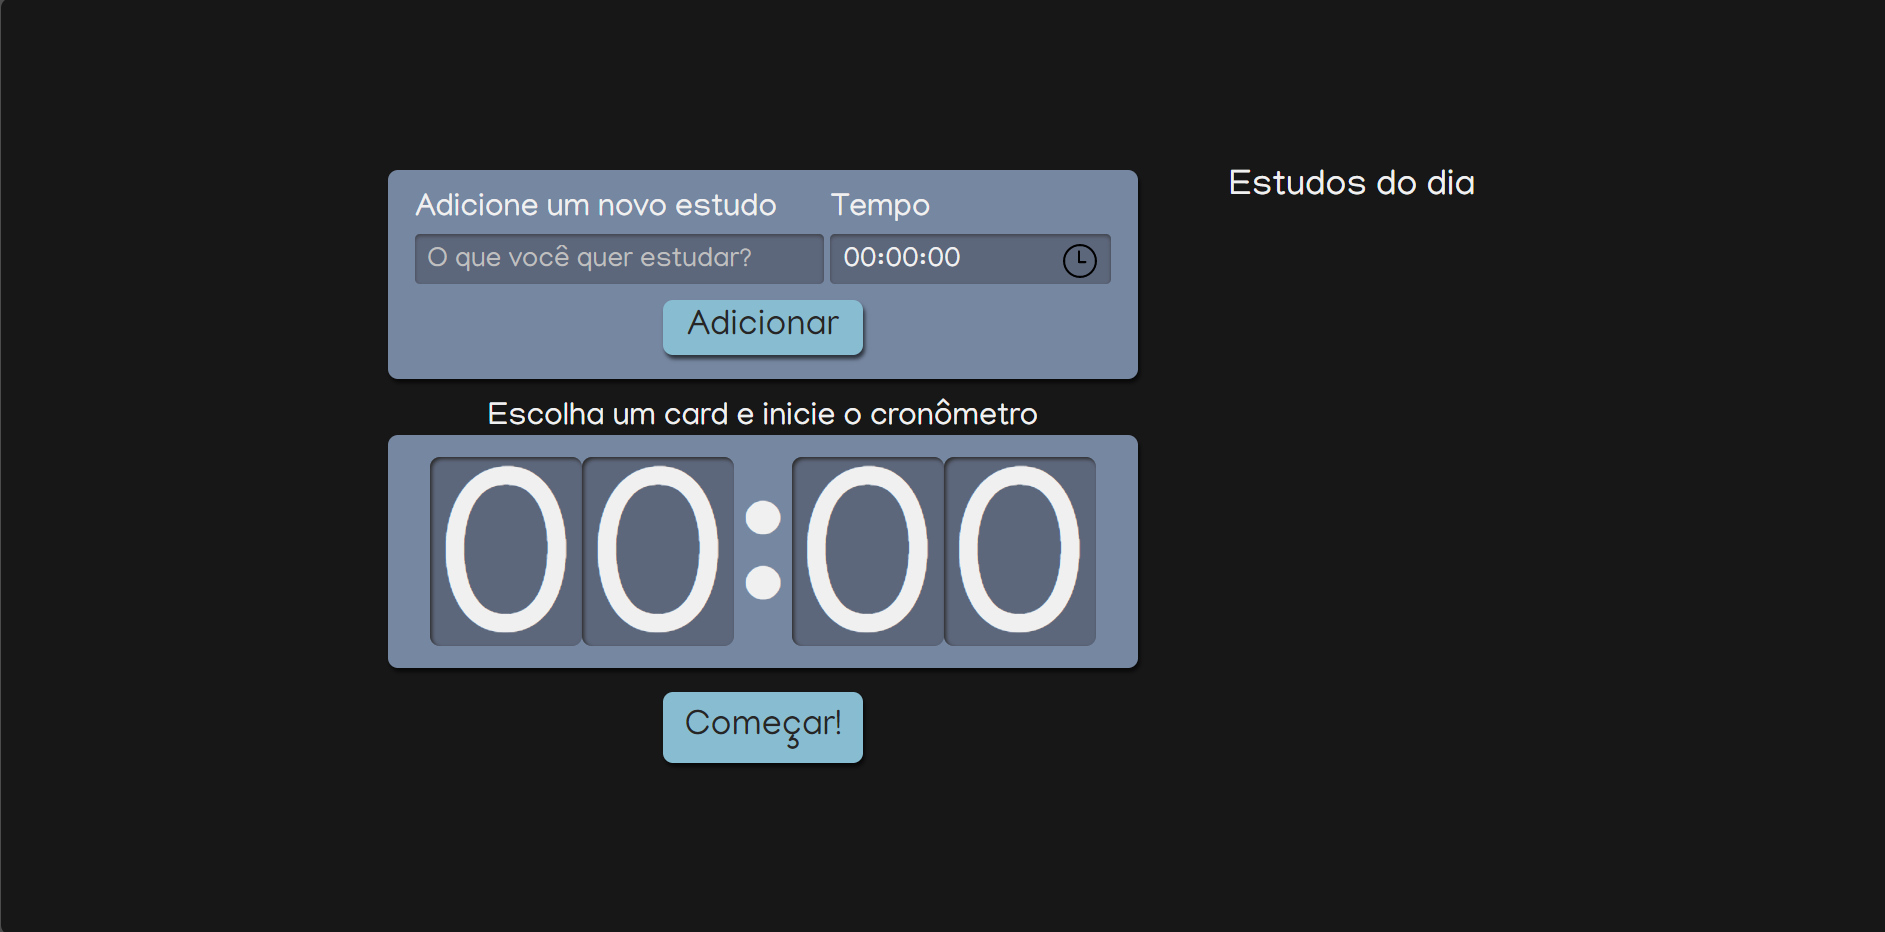 Adicione um novo estudo
Tempo
O que você quer estudar?
00:00:00
Adicionar
Escolha um card e inicie o cronômetro
00:00
Começar!
Estudos do dia